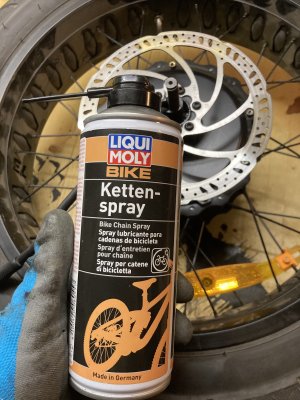 LIQUI
MOLY
BIKE
Ketten-
spray
Bike Chain Spray
Spray lubricante para
cadenas de bicicleta
Spray d'entretien
pour chaîne
Spray per catene
di bicicletta
Made in Germany